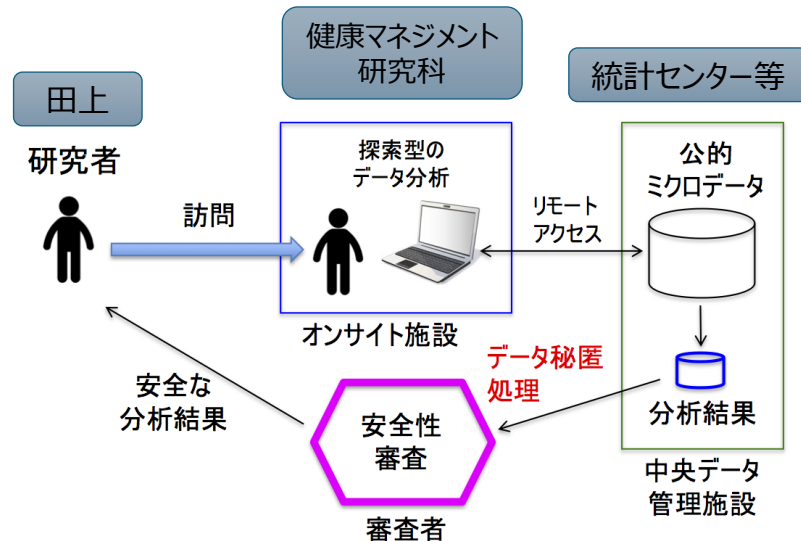 健康マネジメント
研究科
田上
統計センター等
研究者
探索型の
データ分析
公的
ミクロデータ
訪問
リモート
アクセス
オンサイト施設
データ秘匿
処理
安全な
分析結果
安全性
審査
分析結果
中央データ
管理施設
審査者